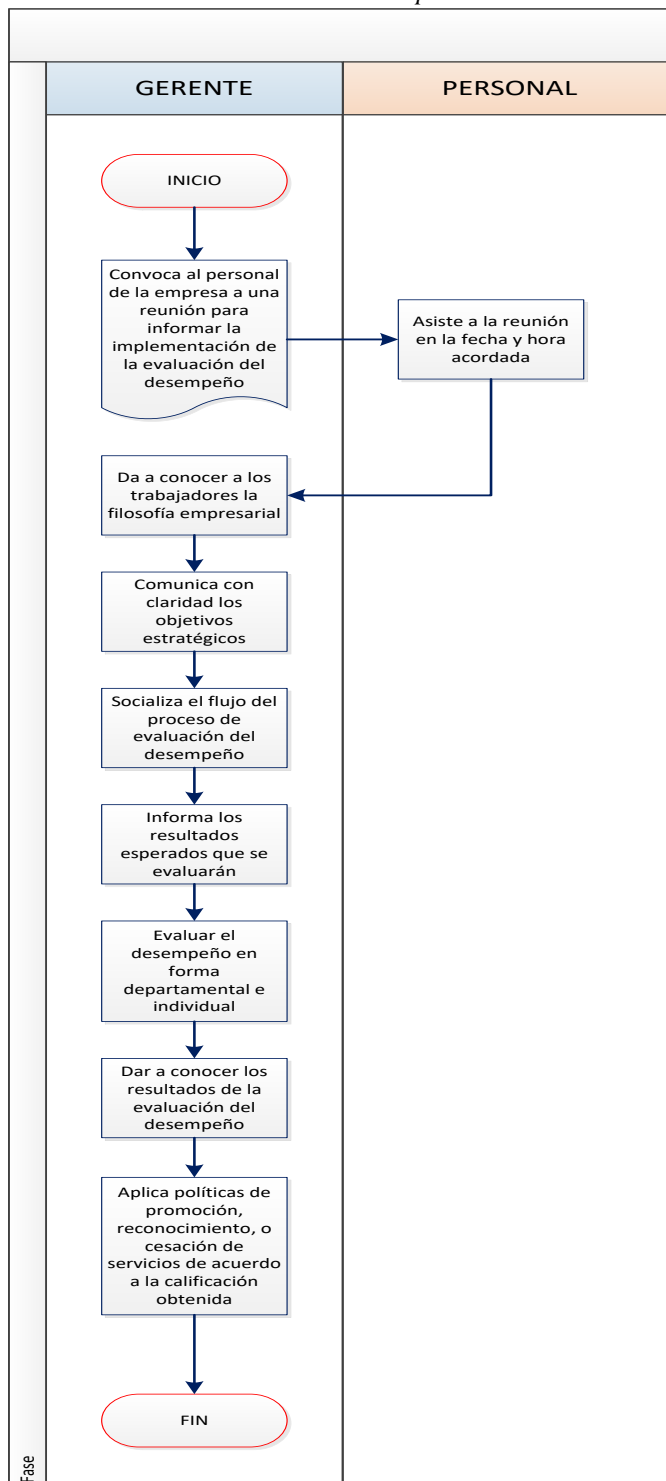 GERENTE
PERSONAL
INICIO
Convoca al personal
de la empresa a una
reunión para
informar la
implementación de
la evaluación del
desempeño
Asiste a la reunión
en la fecha y hora
acordada
Da a conocer a los
trabajadores la
filosofía empresarial
Comunica con
claridad los
objetivos
estratégicos
Socializa el flujo del
proceso de
evaluación del
desempeño
Informa los
resultados
esperados que se
evaluarán
Evaluar el
desempeño en
forma
departamental e
individual
Dar a conocer los
resultados de la
evaluación del
desempeño
Aplica políticas de
promoción,
reconocimiento, o
cesación de
servicios de acuerdo
a la calificación
obtenida
FIN
Fase